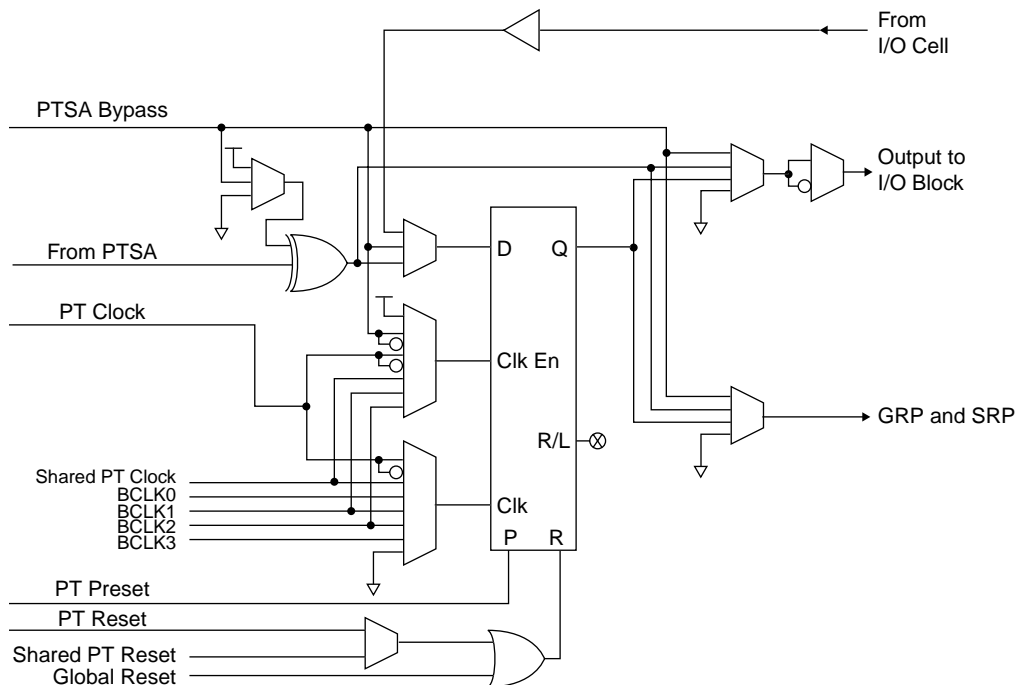 From
I/O Cell
PTSA Bypass
Output to
I/O Block
From PTSA
D
Q
PT Clock
Clk En
GRP and SRP
R/L
Shared PT Clock
BCLK0
BCLK1
BCLK2
BCLK3
Clk
P
R
PT Preset
PT Reset
Shared PT Reset
Global Reset